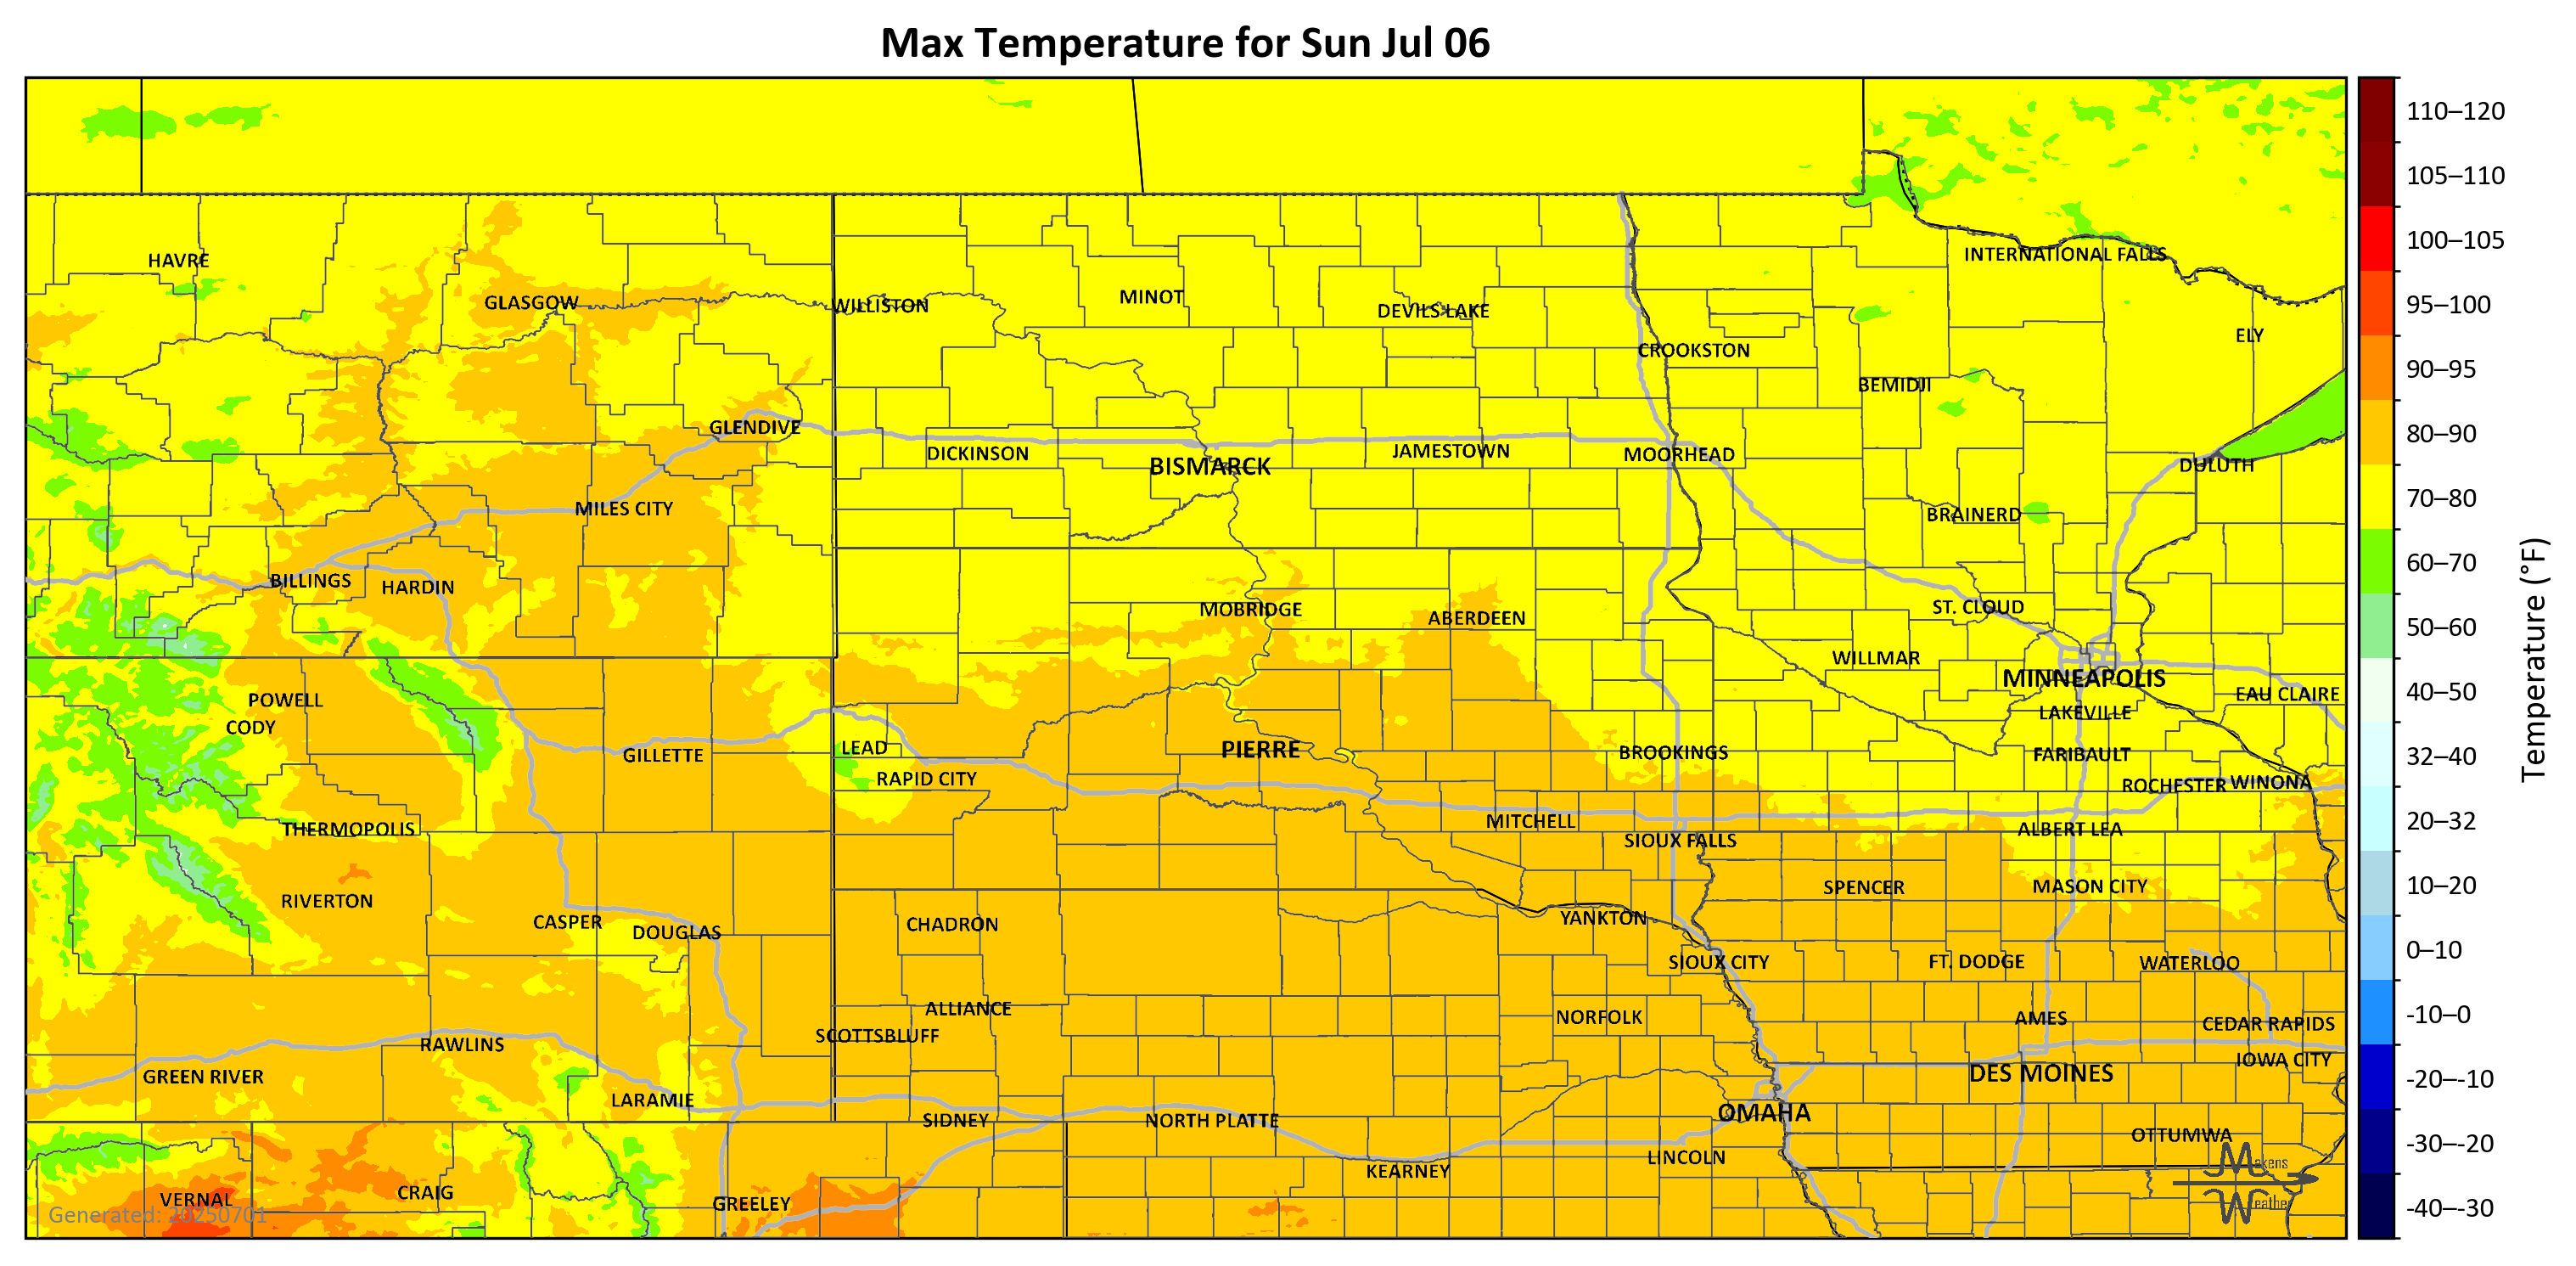 Max Temperature for Sun Jul 06
110–120
105–110
100–105
95–100
90–95
80–90
70–80
60–70
50–60
40–50
32–40
20–32
10–20
0–10
-10–0
-20–-10
-30–-20
-40–-30
Temperature (°F)
HAVRE
INTERNATIONAL FALLS
GLASGOW
WILLISTON
MINOT
DEVILS LAKE
ELY
CROOKSTON
BEMIDJI
GLENDIVE
DICKINSON
BISMARCK
JAMESTOWN
MOORHEAD
DULUTH
MILES CITY
BRAINERD
BILLINGS
HARDIN
MOBRIDGE
ABERDEEN
ST. CLOUD
WILLMAR
MINNEAPOLIS
EAU CLAIRE
POWELL
CODY
LAKEVILLE
GILLETTE
LEAD
PIERRE
BROOKINGS
FARIBAULT
RAPID CITY
ROCHESTER
WINONA
THERMOPOLIS
MITCHELL
ALBERT LEA
SIOUX FALLS
RIVERTON
SPENCER
MASON CITY
CASPER
DOUGLAS
CHADRON
YANKTON
SIOUX CITY
FT. DODGE
WATERLOO
ALLIANCE
NORFOLK
AMES
CEDAR RAPIDS
SCOTTSBLUFF
RAWLINS
IOWA CITY
GREEN RIVER
DES MOINES
LARAMIE
SIDNEY
NORTH PLATTE
OMAHA
OTTUMWA
KEARNEY
LINCOLN
VERNAL
CRAIG
GREELEY
Generated: 20250701
Makens
Weather